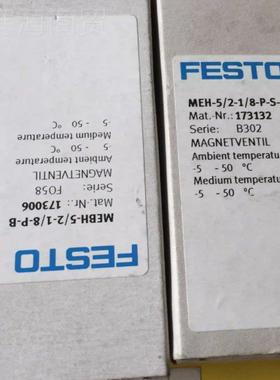 MEBH-5/2-1/8-P-B
Mat.-Nr.: 173006
Serie: F058
MAGNETVENTIL
Ambient temperature
-5 - 50 °C
Medium temperature
-5 - 50 °C
FESTO
FESTO
MEH-5/2-1/8-P-S-
Mat.-Nr.: 173132
Serie: B302
MAGNETVENTIL
Ambient temperatu
-5 - 50 °C
Medium temperatu
-5 - 50 °C